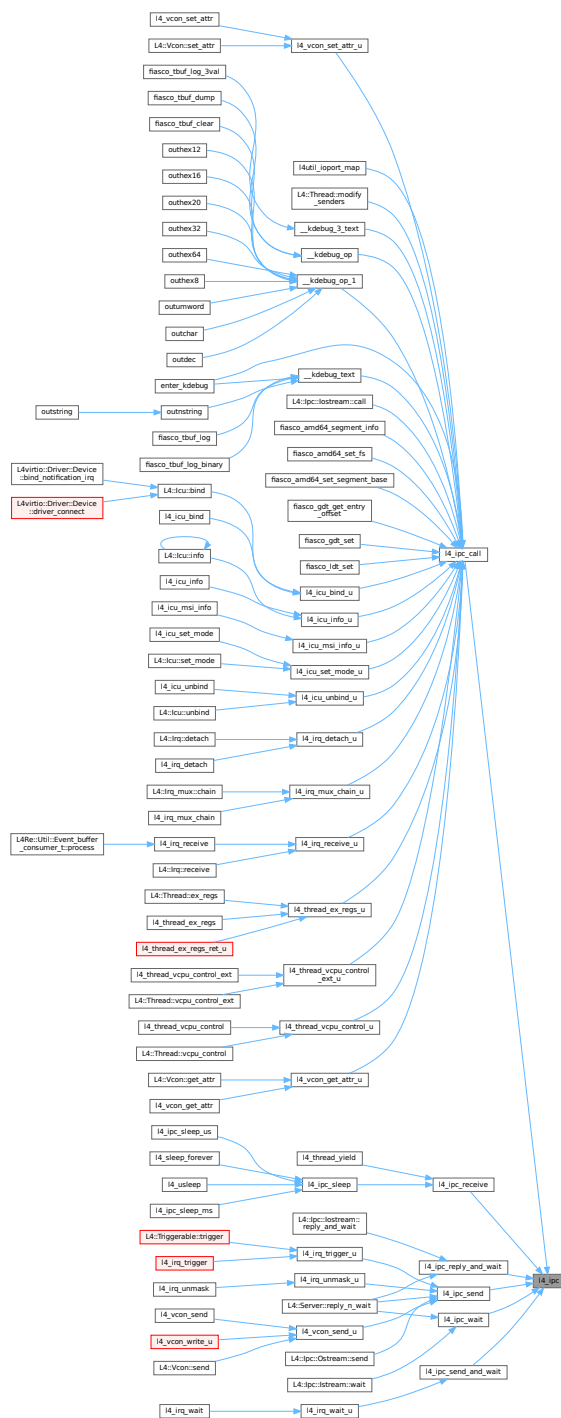 l4_vcon_set_attr
L4::Vcon::set_attr
l4_vcon_set_attr_u
fiasco_tbuf_log_3val
fiasco_tbuf_dump
fiasco_tbuf_clear
outhex12
outhex16
l4util_ioport_map
L4::Thread::modify
_senders
outhex20
outhex32
__kdebug_3_text
__kdebug_op
outhex64
outhex8
__kdebug_op_1
outumword
outchar
outdec
enter_kdebug
__kdebug_text
outstring
outnstring
L4::Ipc::Iostream::call
fiasco_tbuf_log
fiasco_amd64_segment_info
fiasco_amd64_set_fs
fiasco_tbuf_log_binary
L4virtio::Driver::Device
::bind_notification_irq
L4virtio::Driver::Device
::driver_connect
L4::Icu::bind
fiasco_amd64_set_segment_base
fiasco_gdt_get_entry
_offset
l4_icu_bind
fiasco_gdt_set
l4_ipc_call
L4::Icu::info
fiasco_ldt_set
l4_icu_info
l4_icu_bind_u
l4_icu_msi_info
l4_icu_info_u
l4_icu_set_mode
l4_icu_msi_info_u
L4::Icu::set_mode
l4_icu_set_mode_u
l4_icu_unbind
l4_icu_unbind_u
L4::Icu::unbind
L4::Irq::detach
l4_irq_detach_u
l4_irq_detach
L4::Irq_mux::chain
l4_irq_mux_chain_u
l4_irq_mux_chain
L4Re::Util::Event_buffer
_consumer_t::process
l4_irq_receive
l4_irq_receive_u
L4::Irq::receive
L4::Thread::ex_regs
l4_thread_ex_regs_u
l4_thread_ex_regs
l4_thread_ex_regs_ret_u
l4_thread_vcpu_control_ext
l4_thread_vcpu_control
_ext_u
L4::Thread::vcpu_control_ext
l4_thread_vcpu_control
l4_thread_vcpu_control_u
L4::Thread::vcpu_control
L4::Vcon::get_attr
l4_vcon_get_attr_u
l4_vcon_get_attr
l4_ipc_sleep_us
l4_sleep_forever
l4_thread_yield
l4_usleep
l4_ipc_sleep
l4_ipc_receive
l4_ipc_sleep_ms
L4::Ipc::Iostream::
reply_and_wait
L4::Triggerable::trigger
l4_irq_trigger
l4_irq_trigger_u
l4_ipc_reply_and_wait
l4_ipc
l4_irq_unmask
l4_irq_unmask_u
l4_ipc_send
L4::Server::reply_n_wait
l4_vcon_send
l4_ipc_wait
l4_vcon_write_u
l4_vcon_send_u
L4::Vcon::send
L4::Ipc::Ostream::send
l4_ipc_send_and_wait
L4::Ipc::Istream::wait
l4_irq_wait
l4_irq_wait_u